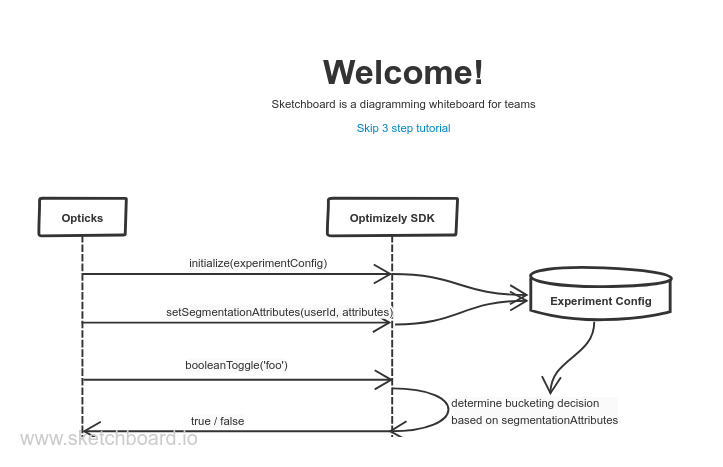 Welcome!
Sketchboard is a diagramming whiteboard for teams
Skip 3 step tutorial
Opticks
Optimizely SDK
initialize(experimentConfig)
Experiment Config
setSegmentationAttributes(userId, attributes)
booleanToggle('foo')
determine bucketing decision
based on segmentationAttributes
true / false
www.sketchboard.io